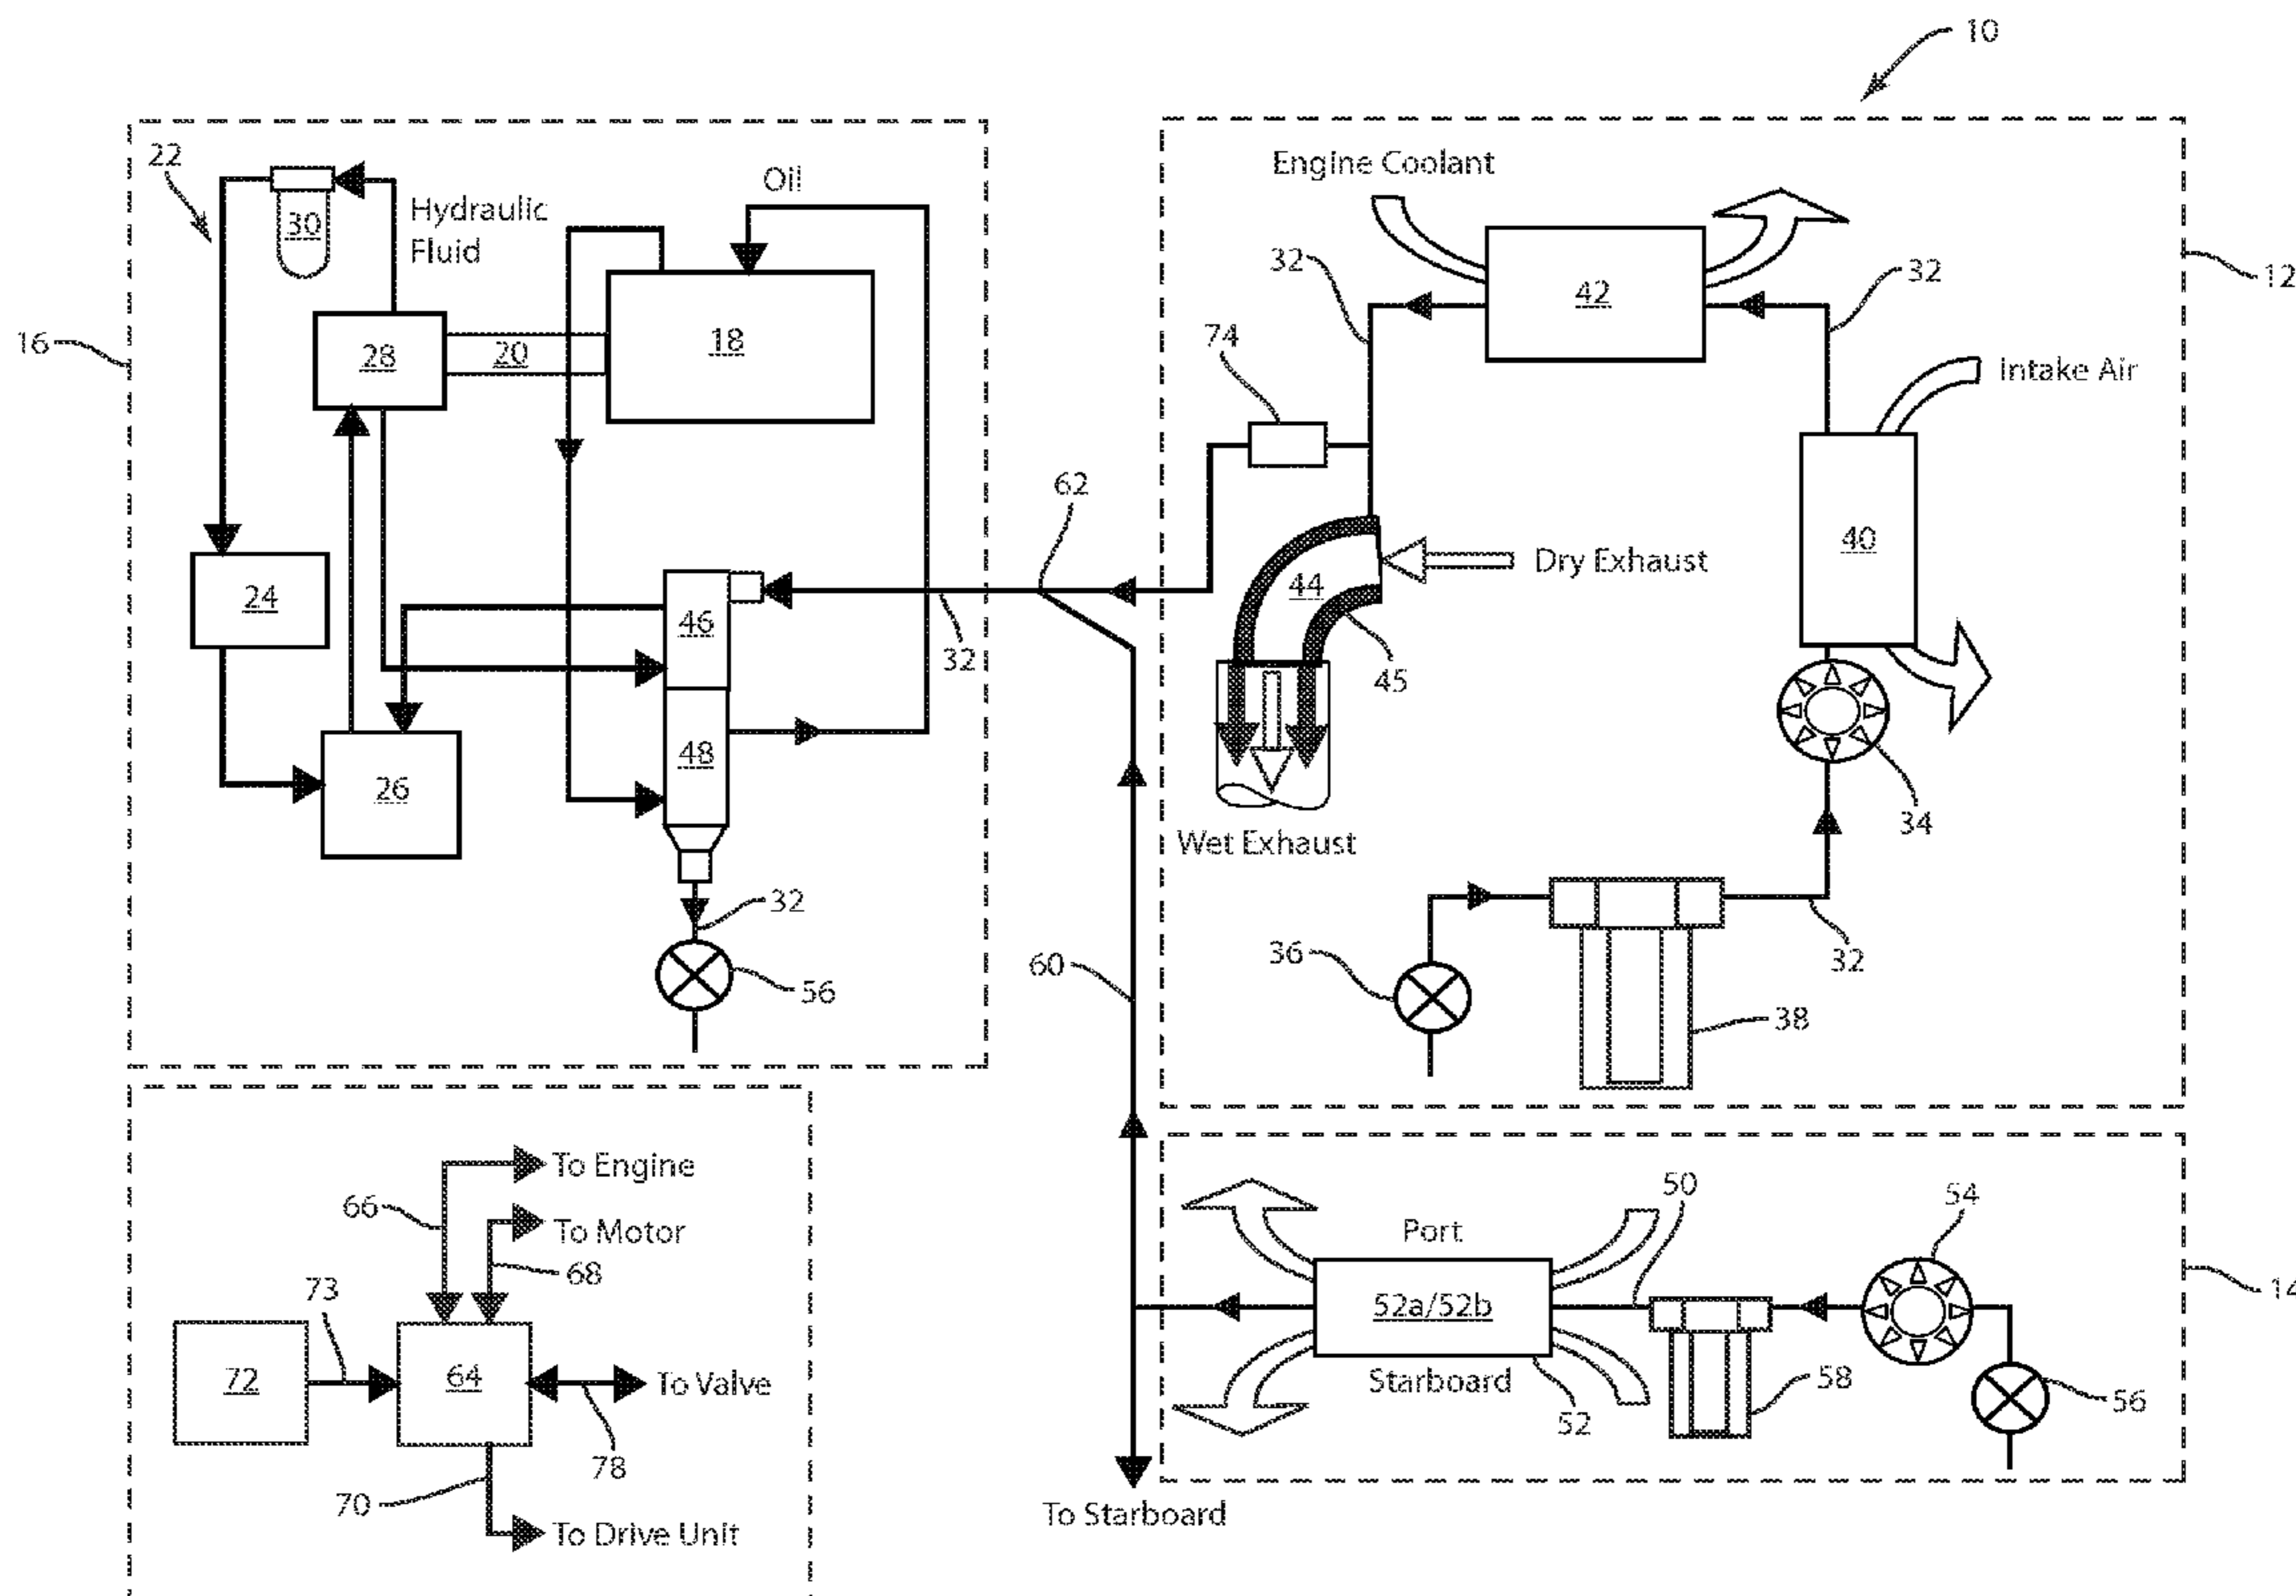 10
22
30
Hydraulic
Fluid
Oil
16
28
20
18
24
46
26
48
32
56
62
32
60
Engine Coolant
32
42
32
12
74
Intake Air
44
Dry Exhaust
40
45
Wet Exhaust
34
36
32
38
66
To Engine
To Motor
68
73
72
64
To Valve
78
70
To Drive Unit
50
54
Port
52a/52b
14
Starboard
52
58
56
To Starboard